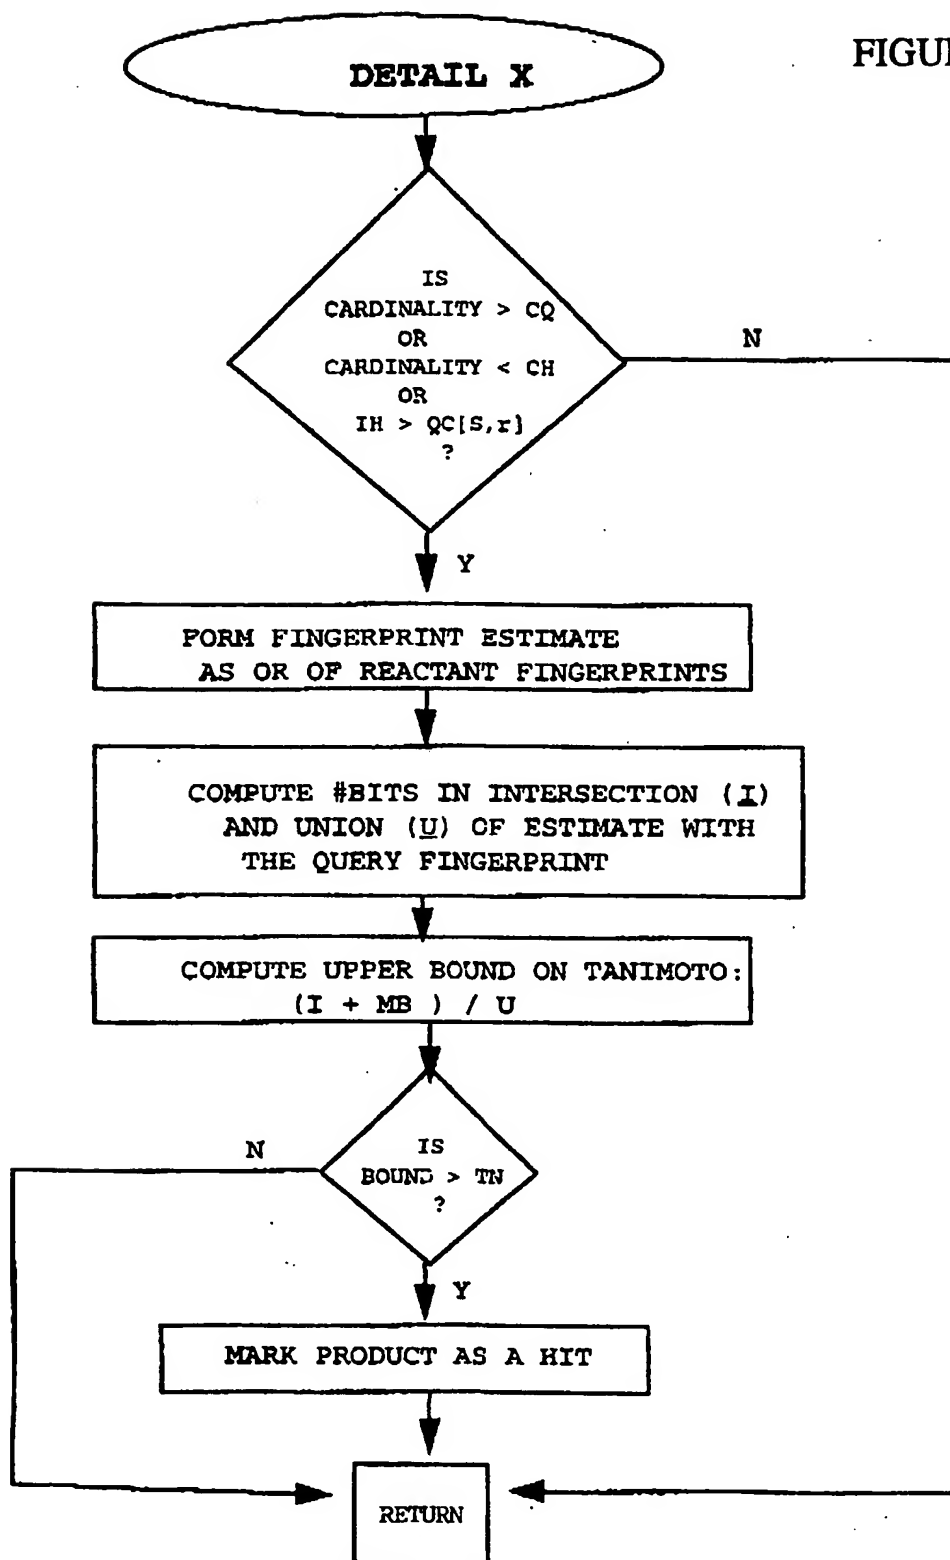 FIGU
DETAIL X
IS
CARDINALITY > CQ
OR
CARDINALITY < CH
OR
IH > QC[S,r]
?
N
Y
FORM FINGERPRINT ESTIMATE
AS OR OF REACTANT FINGERPRINTS
COMPUTE #BITS IN INTERSECTION (I)
AND UNION (U) OF ESTIMATE WITH
THE QUERY FINGERPRINT
COMPUTE UPPER BOUND ON TANIMOTO:
(I + MB ) / U
N
IS
BOUND > TN
?
Y
MARK PRODUCT AS A HIT
RETURN